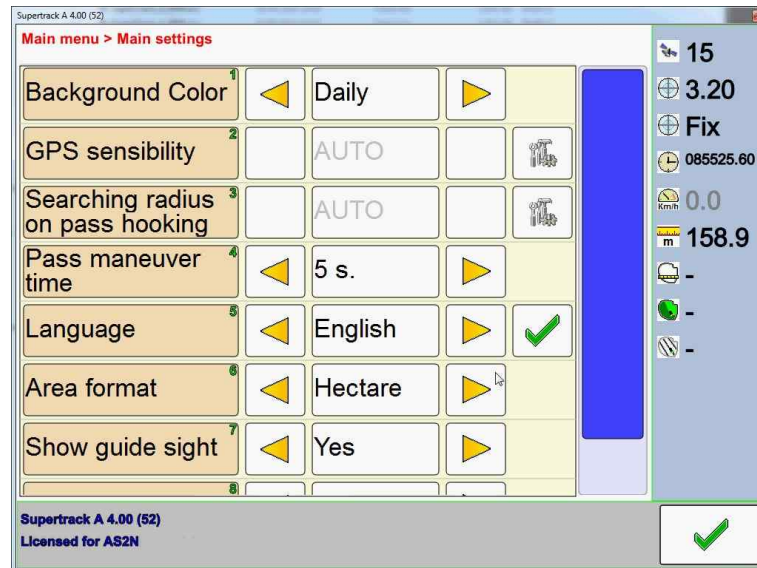 Supertrack A 4.00 (52)
Main menu > Main settings
Background Color 1
Daily
GPS sensibility 2
AUTO
Searching radius 3
on pass hooking
AUTO
Pass maneuver 4
time
5 s.
Language 5
English
Area format 6
Hectare
Show guide sight 7
Yes
8
15
3.20
Fix
085525.60
Km/h 0.0
m 158.9
-
-
-
Supertrack A 4.00 (52)
Licensed for AS2N